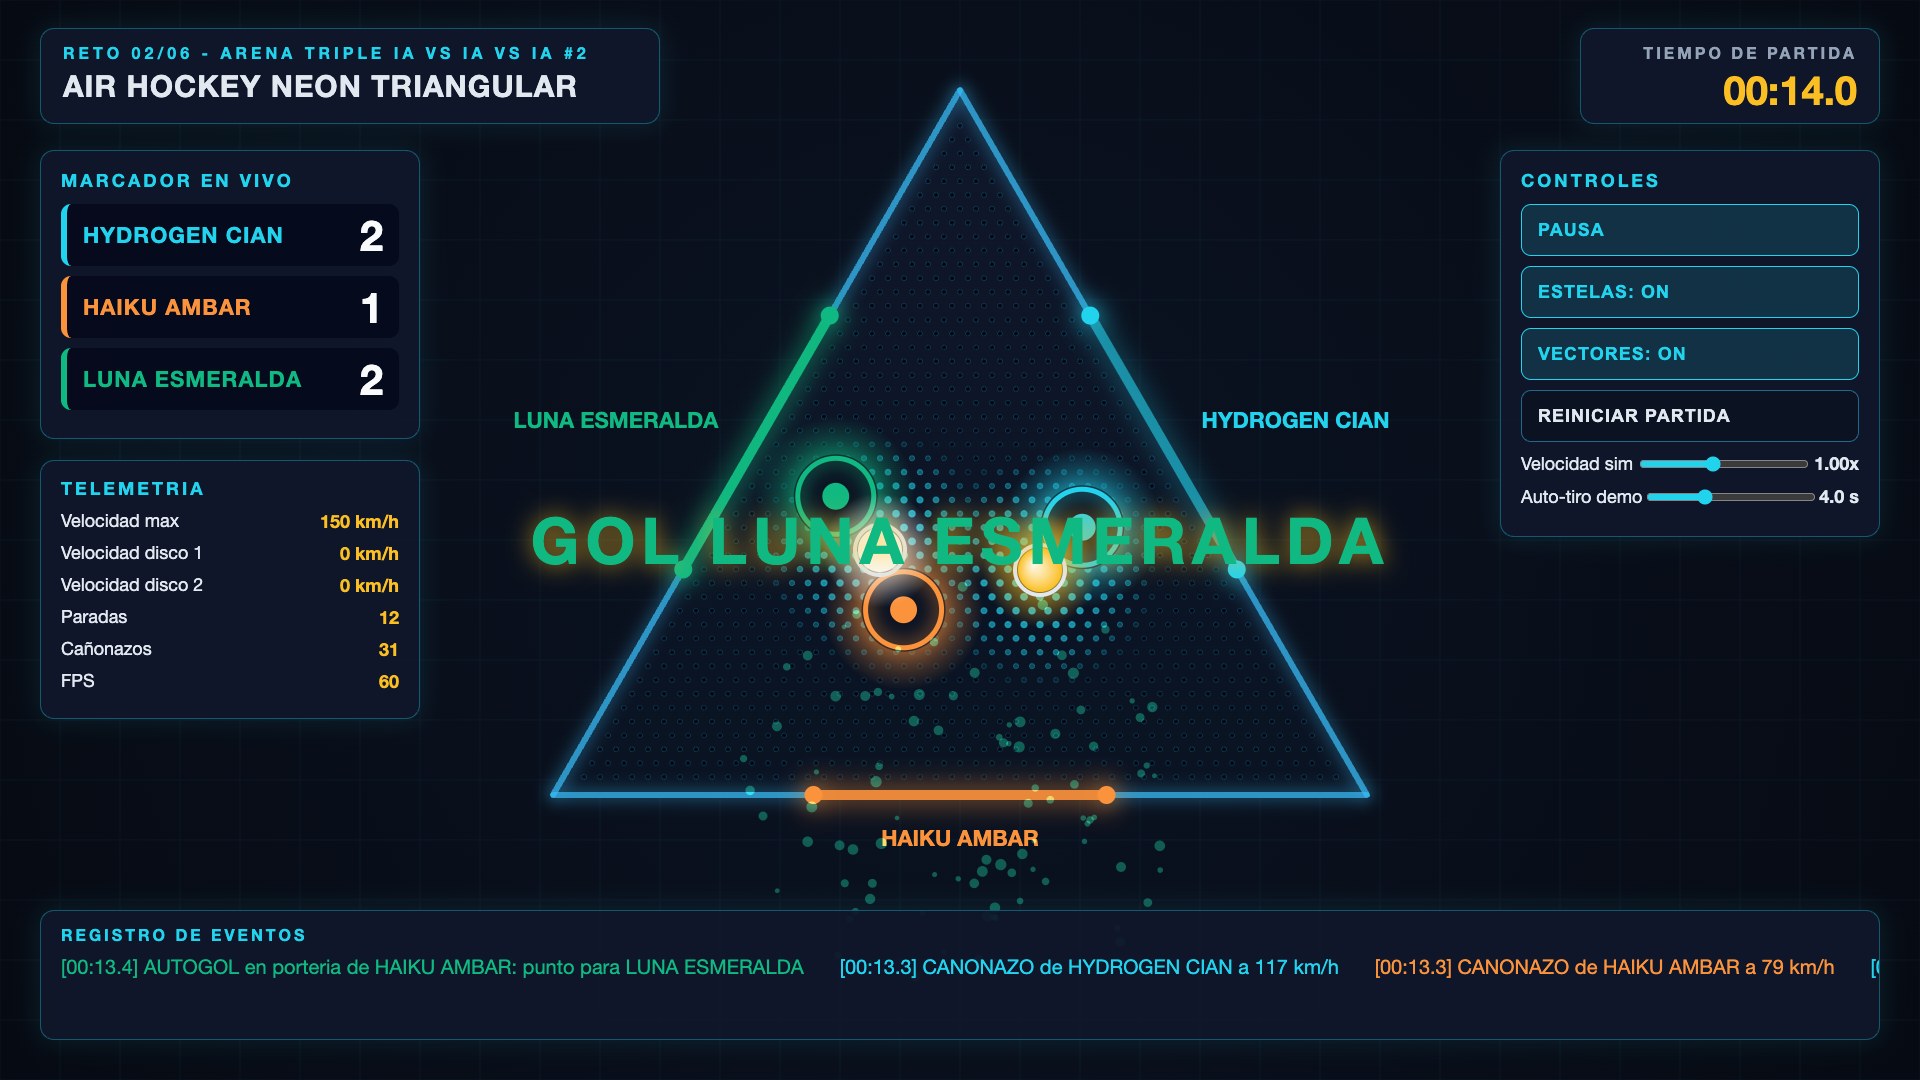 RETO 02/06 - ARENA TRIPLE IA VS IA VS IA #2
AIR HOCKEY NEON TRIANGULAR
TIEMPO DE PARTIDA
00:14.0
MARCADOR EN VIVO
HYDROGEN CIAN 2
HAIKU AMBAR 1
LUNA ESMERALDA 2
TELEMETRIA
Velocidad max 150 km/h
Velocidad disco 1 0 km/h
Velocidad disco 2 0 km/h
Paradas 12
Cañonazos 31
FPS 60
LUNA ESMERALDA
HYDROGEN CIAN
GOL LUNA ESMERALDA
HAIKU AMBAR
CONTROLES
PAUSA
ESTELAS: ON
VECTORES: ON
REINICIAR PARTIDA
Velocidad sim 1.00x
Auto-tiro demo 4.0 s
REGISTRO DE EVENTOS
[00:13.4] AUTOGOL en porteria de HAIKU AMBAR: punto para LUNA ESMERALDA [00:13.3] CANONAZO de HYDROGEN CIAN a 117 km/h [00:13.3] CANONAZO de HAIKU AMBAR a 79 km/h